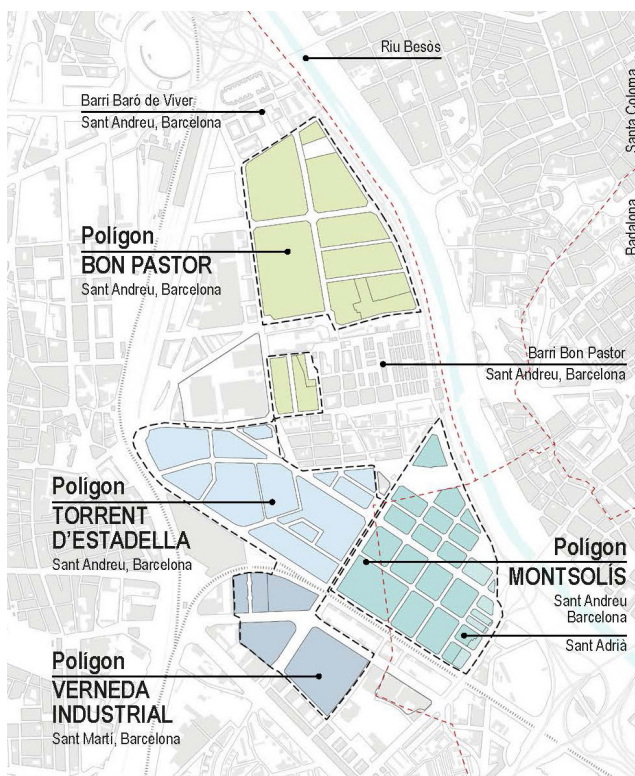 Riu Besòs
Barri Baró de Viver
Sant Andreu, Barcelona
Santa Coloma
Badalona
Polígon
BON PASTOR
Sant Andreu, Barcelona
Barri Bon Pastor
Sant Andreu, Barcelona
Polígon
TORRENT
D'ESTADELLA
Sant Andreu, Barcelona
Polígon
MONTSOLÍS
Sant Andreu
Barcelona
Sant Adrià
Polígon
VERNEDA
INDUSTRIAL
Sant Martí, Barcelona